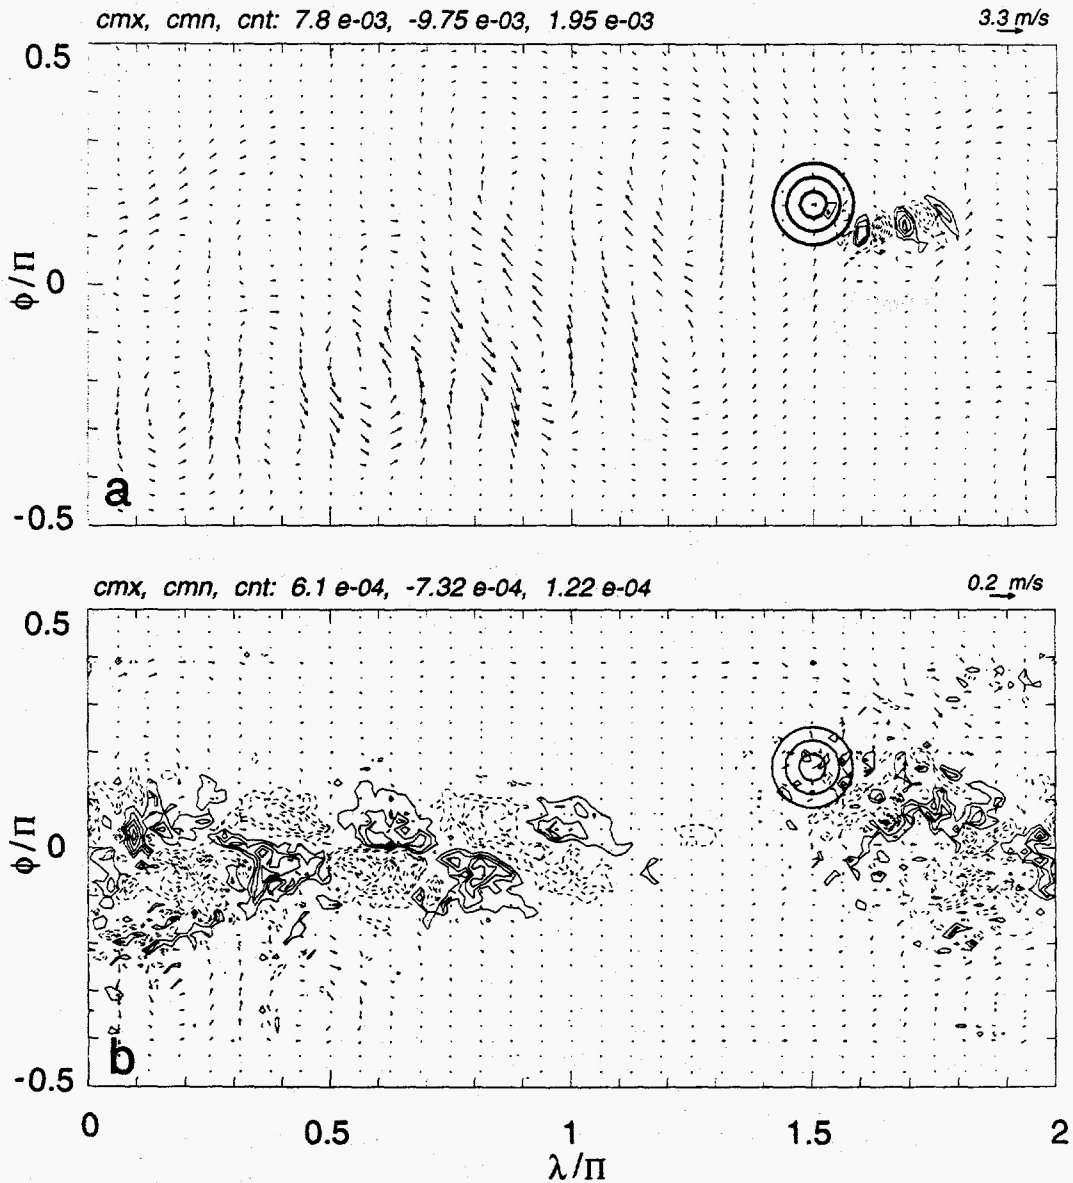 cmx, cmn, cnt: 7.8 e-03, -9.75 e-03, 1.95 e-03
3.3 m/s
0.5
0
-0.5
ϕ/Π
a
cmx, cmn, cnt: 6.1 e-04, -7.32 e-04, 1.22 e-04
0.2 m/s
0.5
0
-0.5
ϕ/Π
b
0 0.5 1 1.5 2
λ/Π